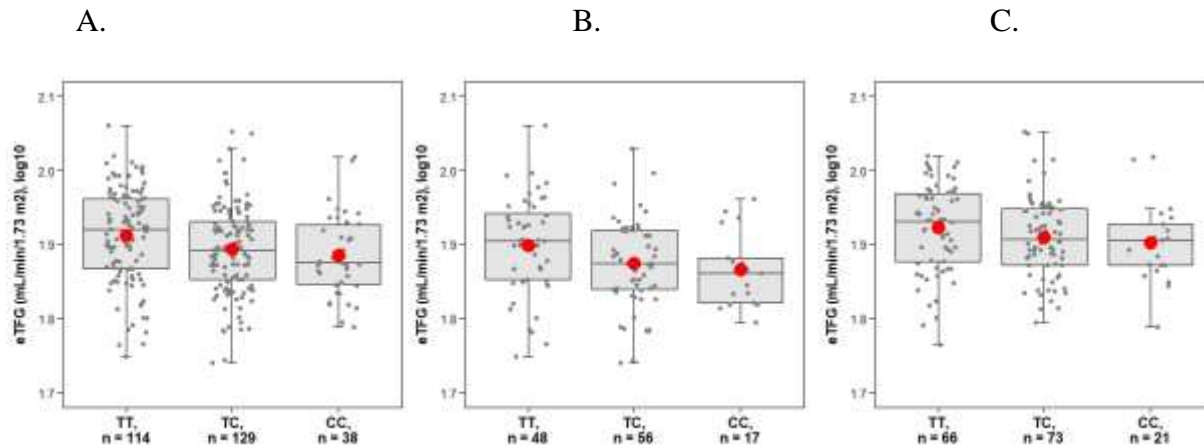 A.
B.
C.
eTFG (mL/min/1.73 m2), log10
2.1
2.0
1.9
1.8
1.7
TT,
n = 114
TC,
n = 129
CC,
n = 38
eTFG (mL/min/1.73 m2), log10
2.1
2.0
1.9
1.8
1.7
TT,
n = 48
TC,
n = 56
CC,
n = 17
eTFG (mL/min/1.73 m2), log10
2.1
2.0
1.9
1.8
1.7
TT,
n = 66
TC,
n = 73
CC,
n = 21